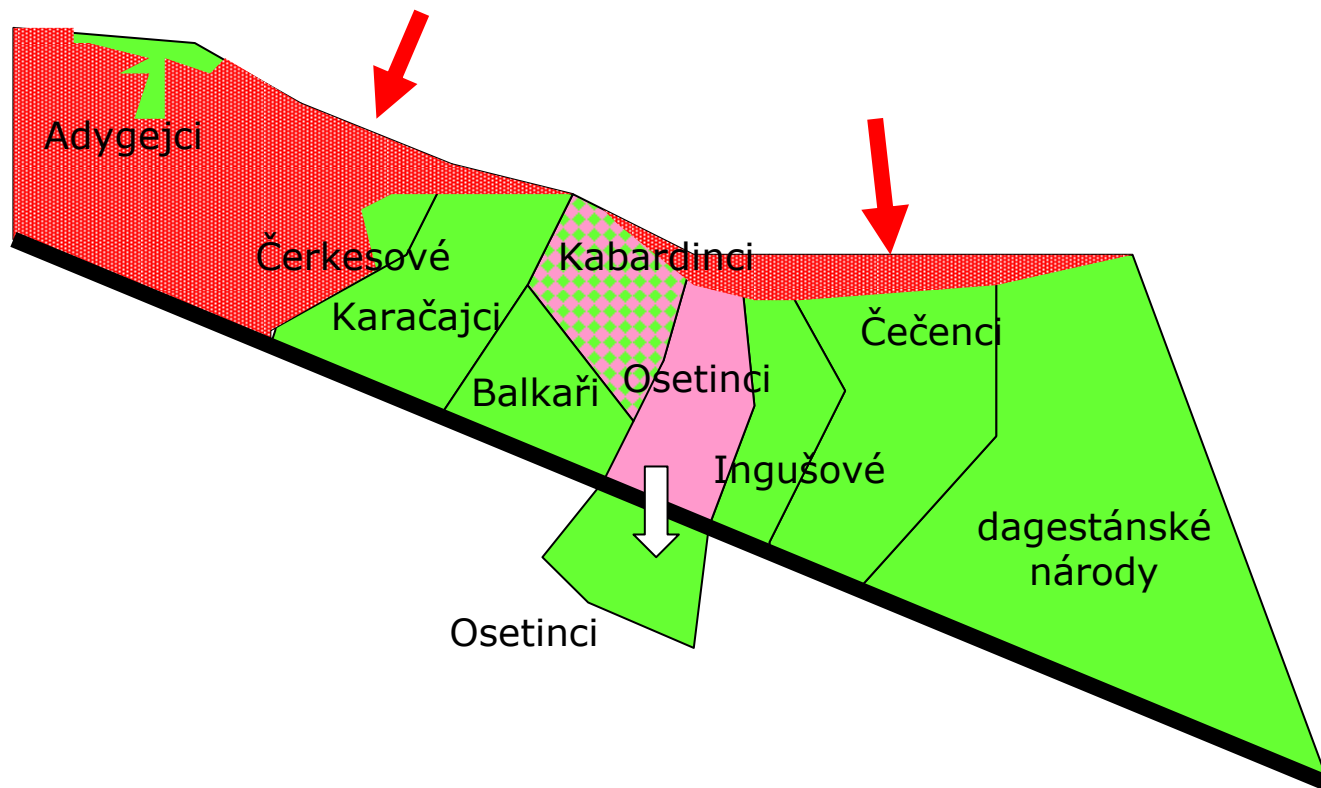 Adygejci
Čerkesové
Kabardinci
Karačajci
Čečenci
Balkaři
Osetinci
Ingušové
dagestánské
národy
Osetinci